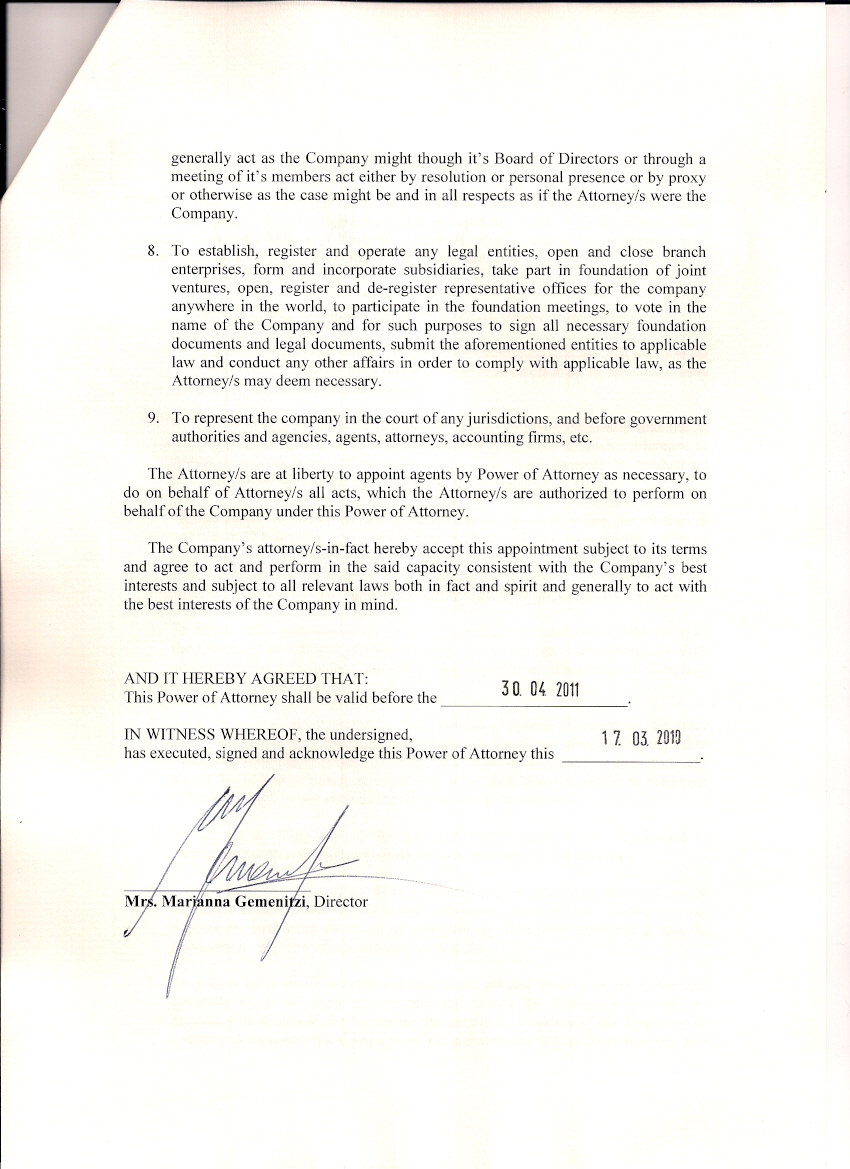 generally act as the Company might though it's Board of Directors or through a
meeting of it's members act either by resolution or personal presence or by proxy
or otherwise as the case might be and in all respects as if the Attorney/s were the
Company.
8. To establish, register and operate any legal entities, open and close branch
enterprises, form and incorporate subsidiaries, take part in foundation of joint
ventures, open, register and de-register representative offices for the company
anywhere in the world, to participate in the foundation meetings, to vote in the
name of the Company and for such purposes to sign all necessary foundation
documents and legal documents, submit the aforementioned entities to applicable
law and conduct any other affairs in order to comply with applicable law, as the
Attorney/s may deem necessary.
9. To represent the company in the court of any jurisdictions, and before government
authorities and agencies, agents, attorneys, accounting firms, etc.
The Attorney/s are at liberty to appoint agents by Power of Attorney as necessary, to
do on behalf of Attorney/s all acts, which the Attorney/s are authorized to perform on
behalf of the Company under this Power of Attorney.
The Company's attorney/s-in-fact hereby accept this appointment subject to its terms
and agree to act and perform in the said capacity consistent with the Company's best
interests and subject to all relevant laws both in fact and spirit and generally to act with
the best interests of the Company in mind.
AND IT HEREBY AGREED THAT:
This Power of Attorney shall be valid before the 30. 04. 2011.
IN WITNESS WHEREOF, the undersigned,
has executed, signed and acknowledge this Power of Attorney this 17. 03. 2010.
Mrs. Marianna Gemenitzi, Director